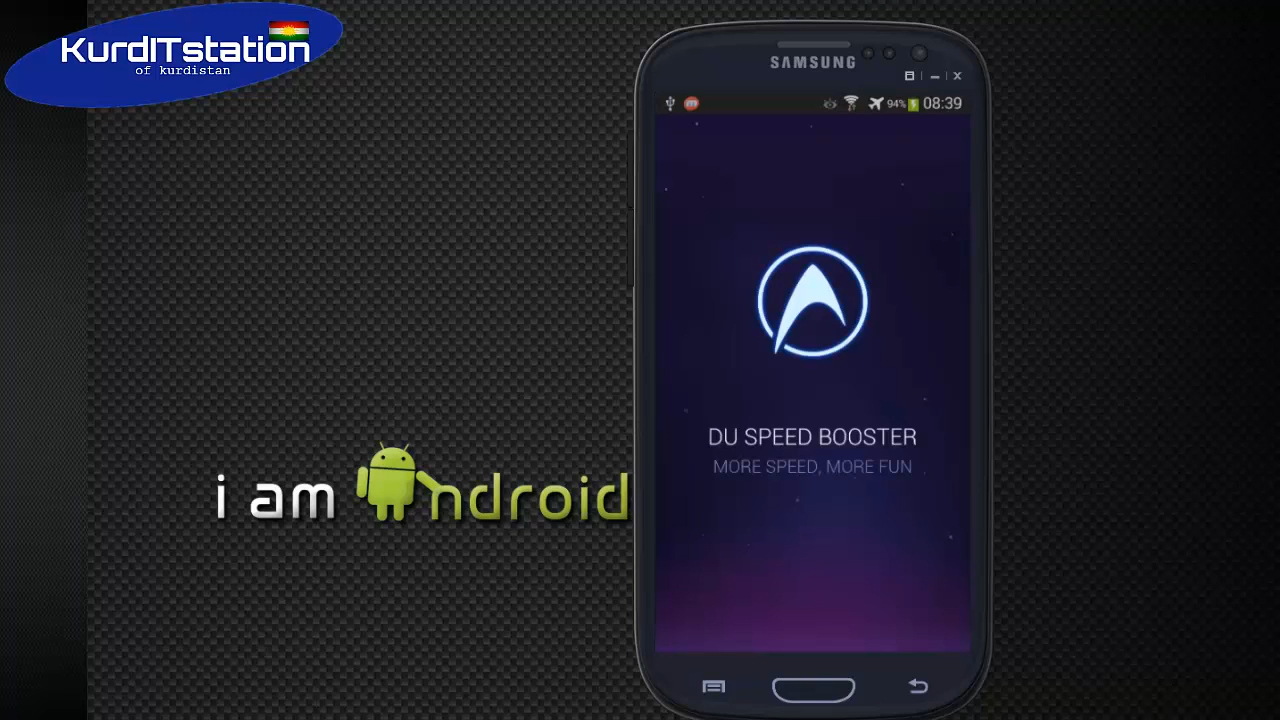 KurdITstation
of kurdistan
SAMSUNG
94% 08:39
DU SPEED BOOSTER
MORE SPEED, MORE FUN
i am ndroid